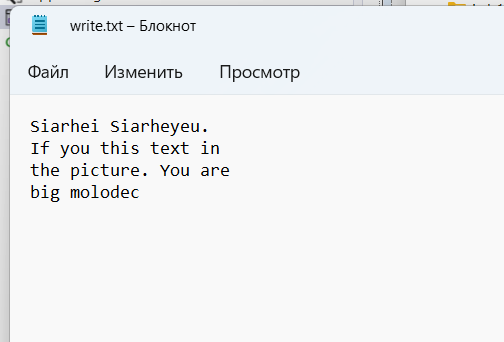 write.txt – Блокнот
Файл Изменить Просмотр
Siarhei Siarheyeu.
If you this text in
the picture. You are
big molodec